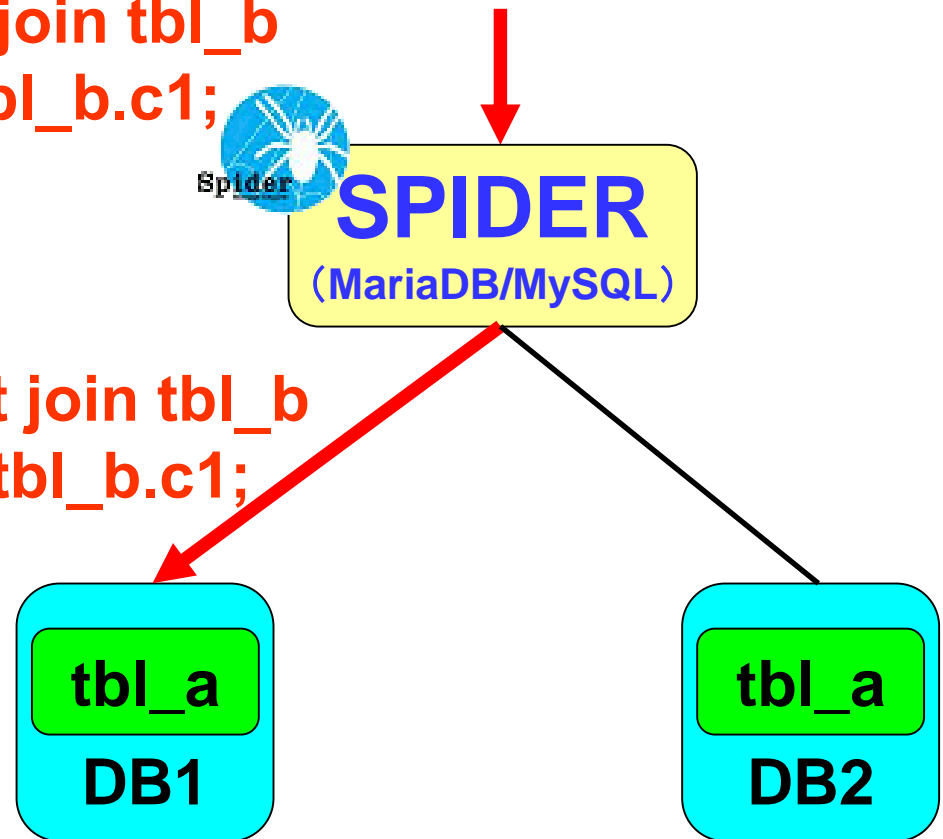 join tbl_b
bl_b.c1;
Spider
SPIDER
（MariaDB/MySQL）
t join tbl_b
tbl_b.c1;
tbl_a
DB1
tbl_a
DB2